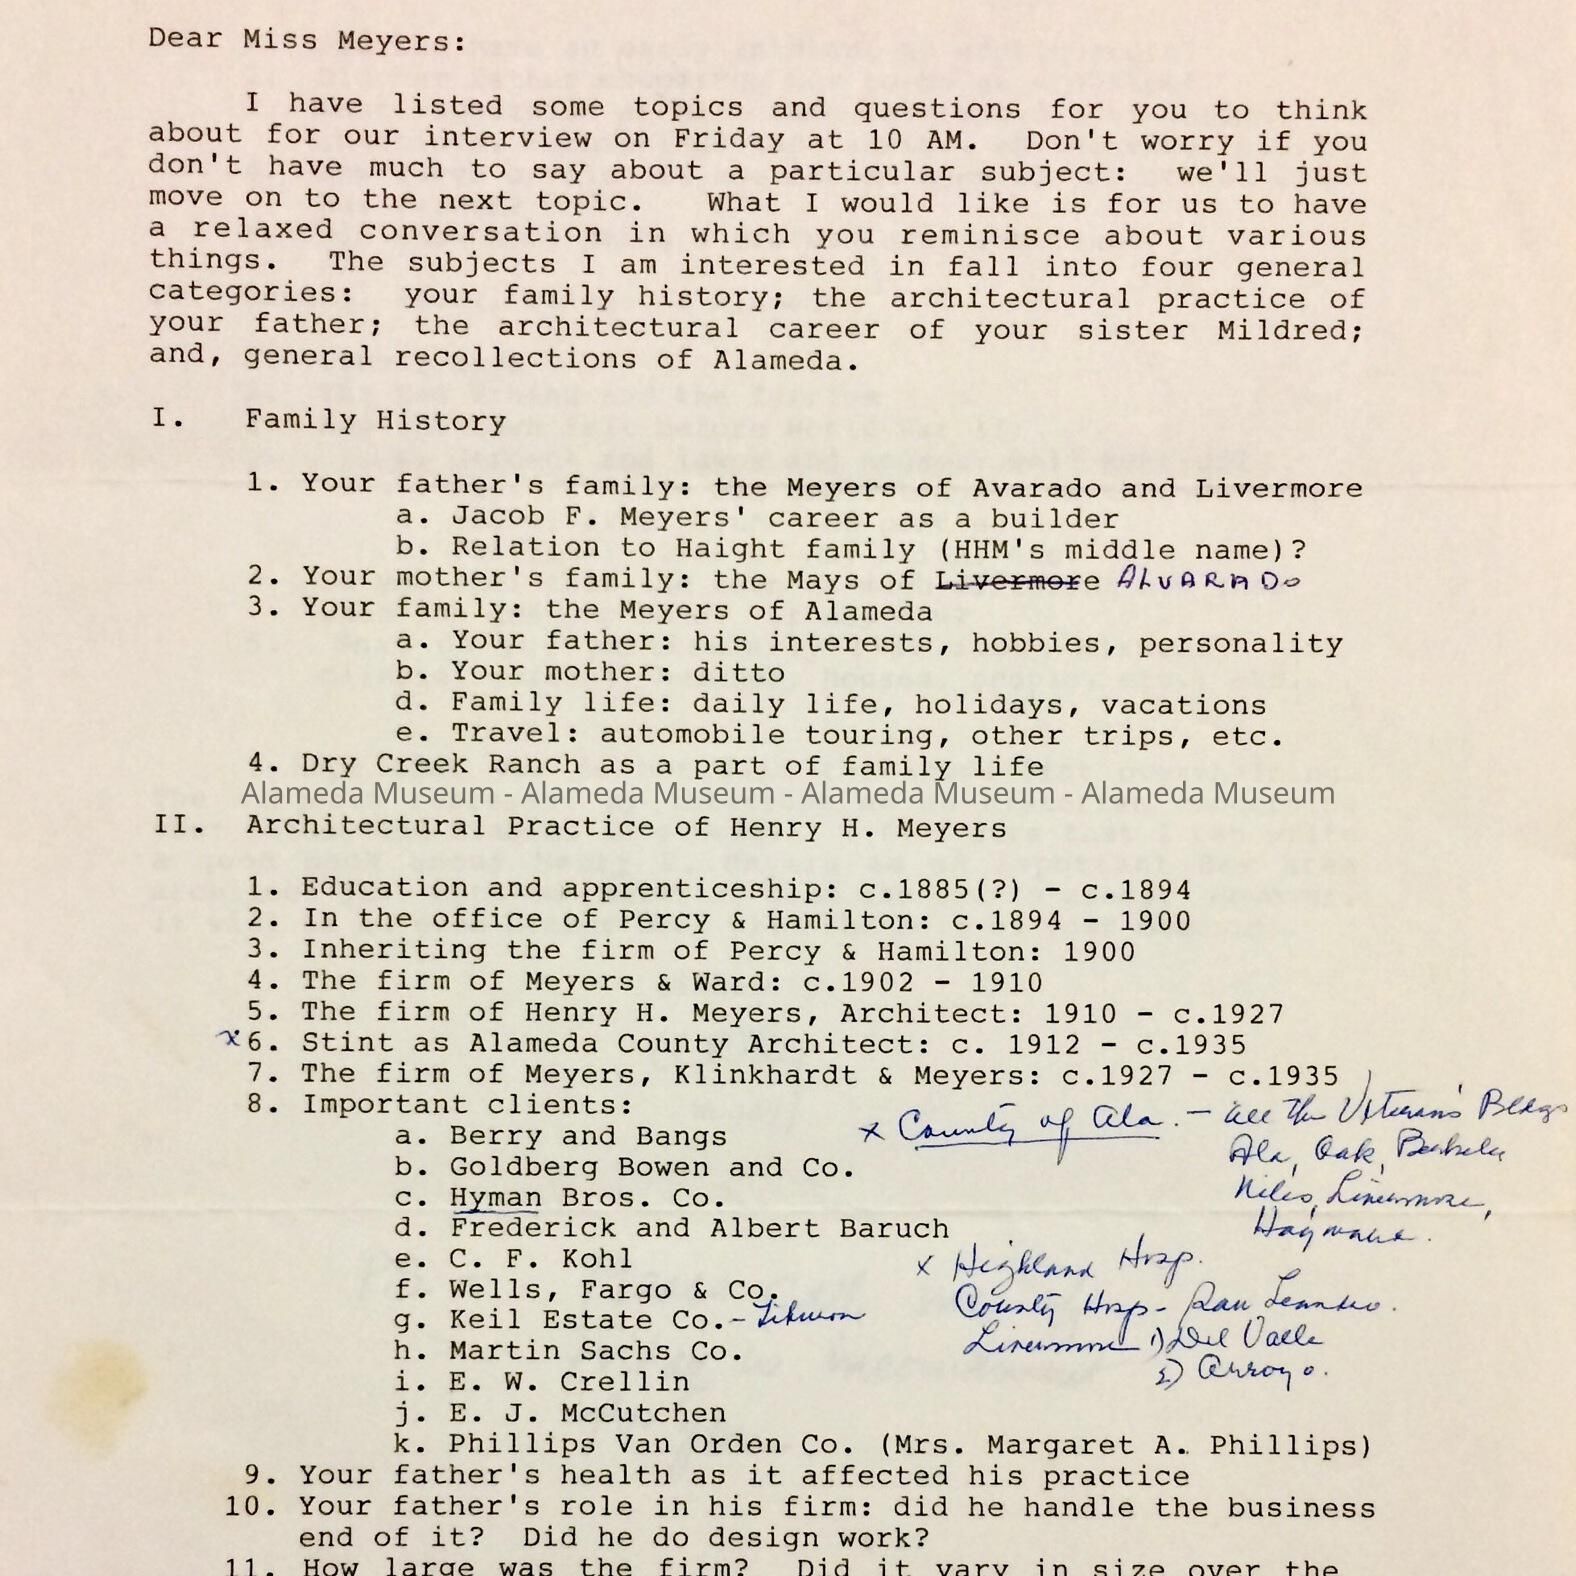 Dear Miss Meyers:
I have listed some topics and questions for you to think
about for our interview on Friday at 10 AM. Don't worry if you
don't have much to say about a particular subject: we'll just
move on to the next topic. What I would like is for us to have
a relaxed conversation in which you reminisce about various
things. The subjects I am interested in fall into four general
categories: your family history; the architectural practice of
your father; the architectural career of your sister Mildred;
and, general recollections of Alameda.
I. Family History
1. Your father's family: the Meyers of Avarado and Livermore
a. Jacob F. Meyers' career as a builder
b. Relation to Haight family (HHM's middle name)?
2. Your mother's family: the Mays of Livermore ALVARADO
3. Your family: the Meyers of Alameda
a. Your father: his interests, hobbies, personality
b. Your mother: ditto
d. Family life: daily life, holidays, vacations
e. Travel: automobile touring, other trips, etc.
4. Dry Creek Ranch as a part of family life
Alameda Museum - Alameda Museum - Alameda Museum - Alameda Museum
II. Architectural Practice of Henry H. Meyers
1. Education and apprenticeship: c.1885(?) - c.1894
2. In the office of Percy & Hamilton: c.1894 - 1900
3. Inheriting the firm of Percy & Hamilton: 1900
4. The firm of Meyers & Ward: c.1902 - 1910
5. The firm of Henry H. Meyers, Architect: 1910 - c.1927
x 6. Stint as Alameda County Architect: c. 1912 - c.1935
7. The firm of Meyers, Klinkhardt & Meyers: c.1927 - c.1935
8. Important clients:
x County of Ala. - all the Veterans Bldgs
a. Berry and Bangs
Ala, Oak, Berkeley
b. Goldberg Bowen and Co.
Niles, Livermore,
c. Hyman Bros. Co.
Hayward.
d. Frederick and Albert Baruch
e. C. F. Kohl
x Highland Hosp.
f. Wells, Fargo & Co.
County Hosp - San Leandro.
g. Keil Estate Co. - Tiburon
Livermore 1) Del Valle
h. Martin Sachs Co.
2) Arroyo.
i. E. W. Crellin
j. E. J. McCutchen
k. Phillips Van Orden Co. (Mrs. Margaret A. Phillips)
9. Your father's health as it affected his practice
10. Your father's role in his firm: did he handle the business
end of it? Did he do design work?
11. How large was the firm? Did it vary in size over the